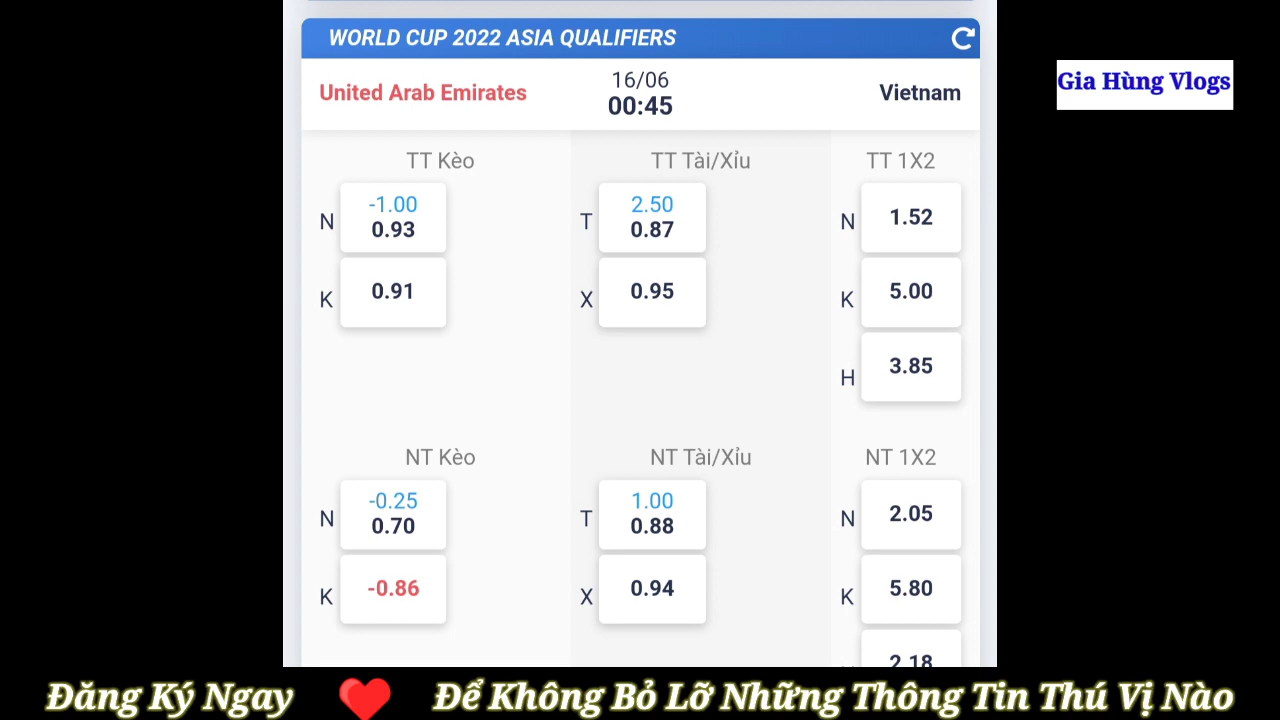 WORLD CUP 2022 ASIA QUALIFIERS
Gia Hùng Vlogs
United Arab Emirates
16/06
00:45
Vietnam
TT Kèo
TT Tài/Xỉu
TT 1X2
N
-1.00
0.93
T
2.50
0.87
N
1.52
K
0.91
X
0.95
K
5.00
H
3.85
NT Kèo
NT Tài/Xỉu
NT 1X2
N
-0.25
0.70
T
1.00
0.88
N
2.05
K
-0.86
X
0.94
K
5.80
2.18
Đăng Ký Ngay
Để Không Bỏ Lỡ Những Thông Tin Thú Vị Nào